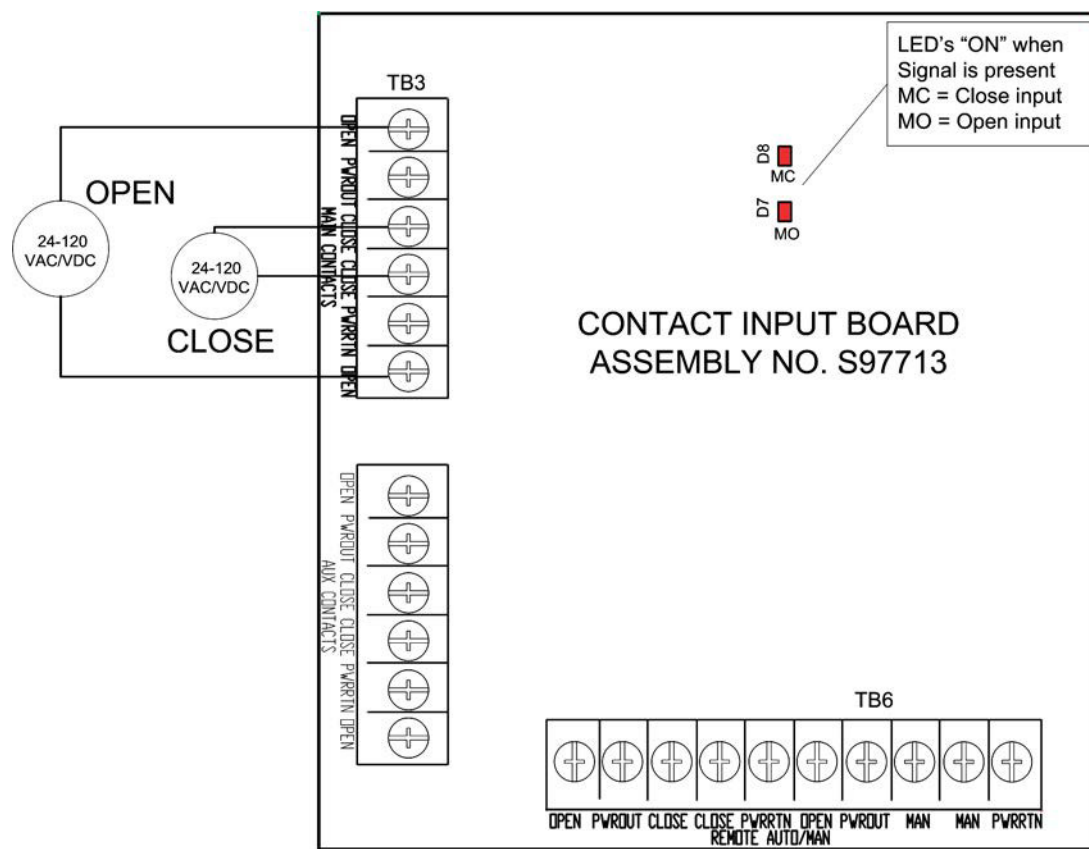 LED's “ON” when
Signal is present
MC = Close input
MO = Open input
TB3
OPEN PWROUT CLOSE CLOSE PWRRTN OPEN
MAIN CONTACTS
OPEN
24-120
VAC/VDC
24-120
VAC/VDC
CLOSE
D8
MC
D7
MO
CONTACT INPUT BOARD
ASSEMBLY NO. S97713
OPEN PWROUT CLOSE CLOSE PWRRTN OPEN
AUX CONTACTS
TB6
OPEN PWROUT CLOSE CLOSE PWRRTN OPEN PWROUT MAN MAN PWRRTN
REMOTE AUTO/MAN